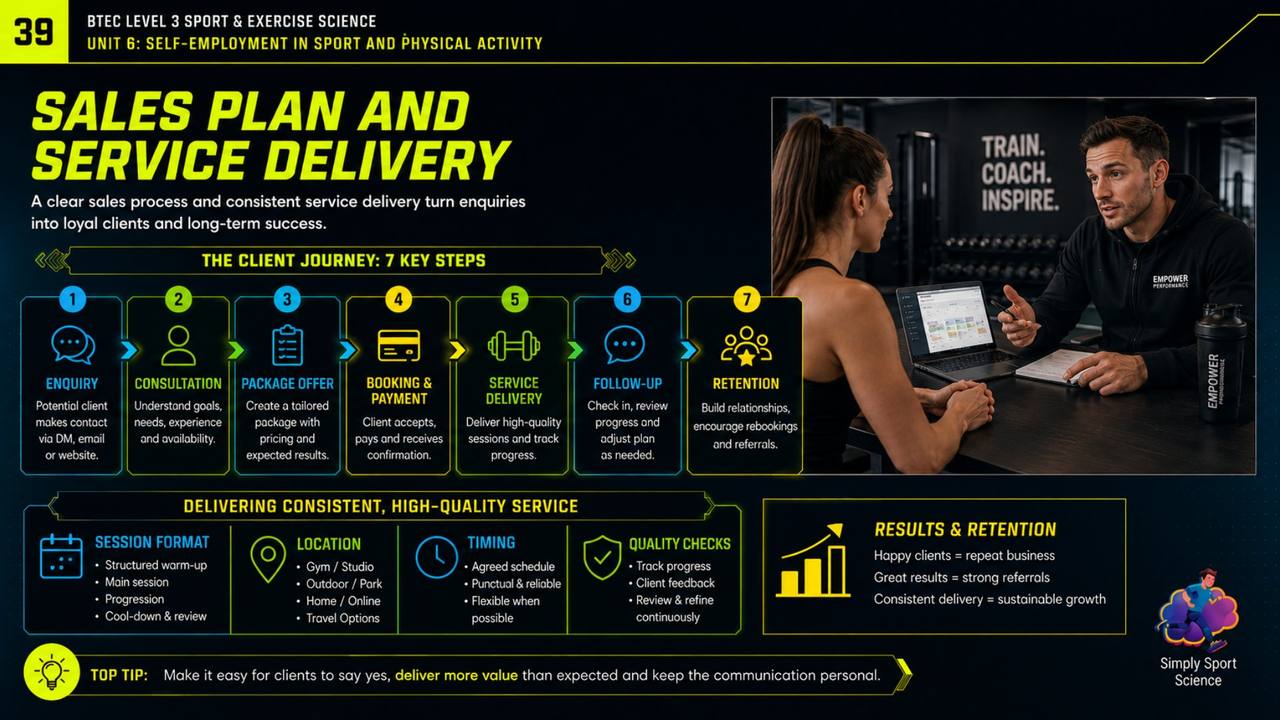 39
BTEC LEVEL 3 SPORT & EXERCISE SCIENCE
UNIT 6: SELF-EMPLOYMENT IN SPORT AND PHYSICAL ACTIVITY
SALES PLAN AND
SERVICE DELIVERY
A clear sales process and consistent service delivery turn enquiries
into loyal clients and long-term success.
TRAIN.
COACH.
INSPIRE.
EMPOWER
PERFORMANCE
EMPOWER
THE CLIENT JOURNEY: 7 KEY STEPS
1
ENQUIRY
Potential client
makes contact
via DM, email
or website.
2
CONSULTATION
Understand goals,
needs, experience
and availability.
3
PACKAGE OFFER
Create a tailored
package with
pricing and
expected results.
4
BOOKING &
PAYMENT
Client accepts,
pays and receives
confirmation.
5
SERVICE
DELIVERY
Deliver high-quality
sessions and track
progress.
6
FOLLOW-UP
Check in, review
progress and
adjust plan
as needed.
7
RETENTION
Build relationships,
encourage rebookings
and referrals.
DELIVERING CONSISTENT, HIGH-QUALITY SERVICE
SESSION FORMAT
• Structured warm-up
• Main session
• Progression
• Cool-down & review
LOCATION
• Gym / Studio
• Outdoor / Park
• Home / Online
• Travel Options
TIMING
• Agreed schedule
• Punctual & reliable
• Flexible when
possible
QUALITY CHECKS
• Track progress
• Client feedback
• Review & refine
continuously
RESULTS & RETENTION
Happy clients = repeat business
Great results = strong referrals
Consistent delivery = sustainable growth
TOP TIP: Make it easy for clients to say yes, deliver more value than expected and keep the communication personal.
Simply Sport
Science